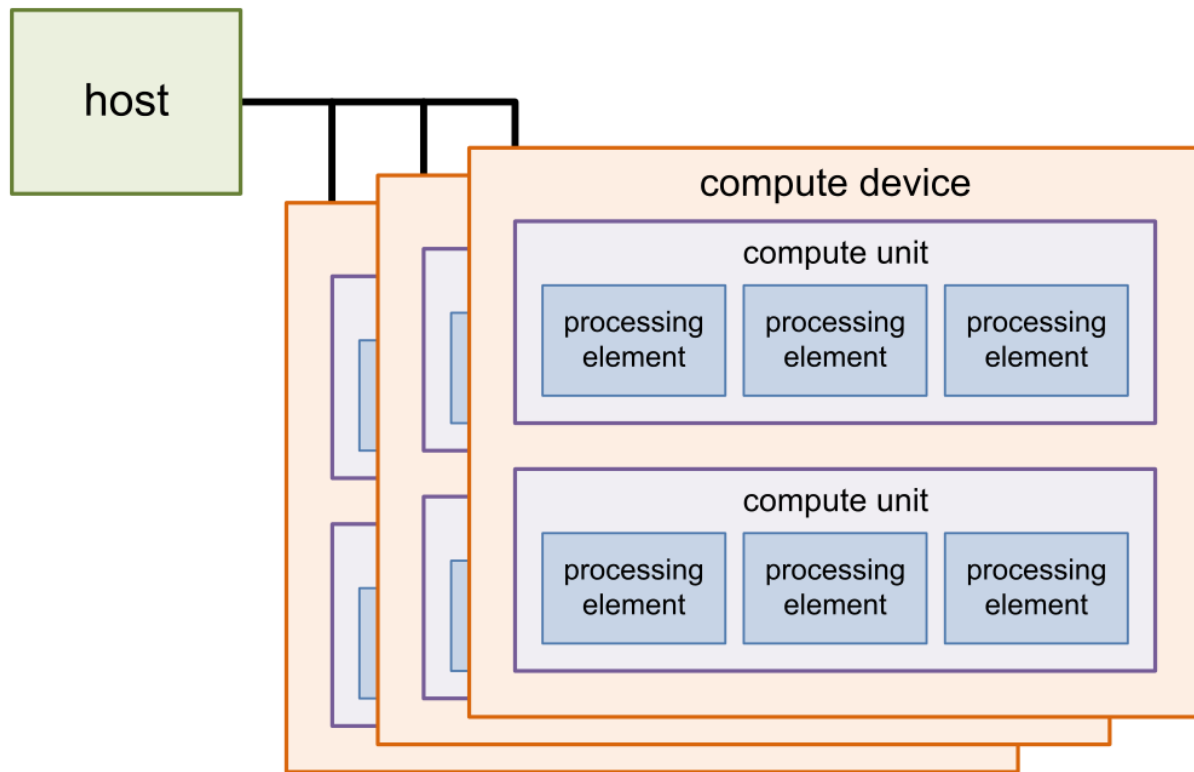 host
compute device
compute unit
processing processing processing
element element element
compute unit
processing processing processing
element element element